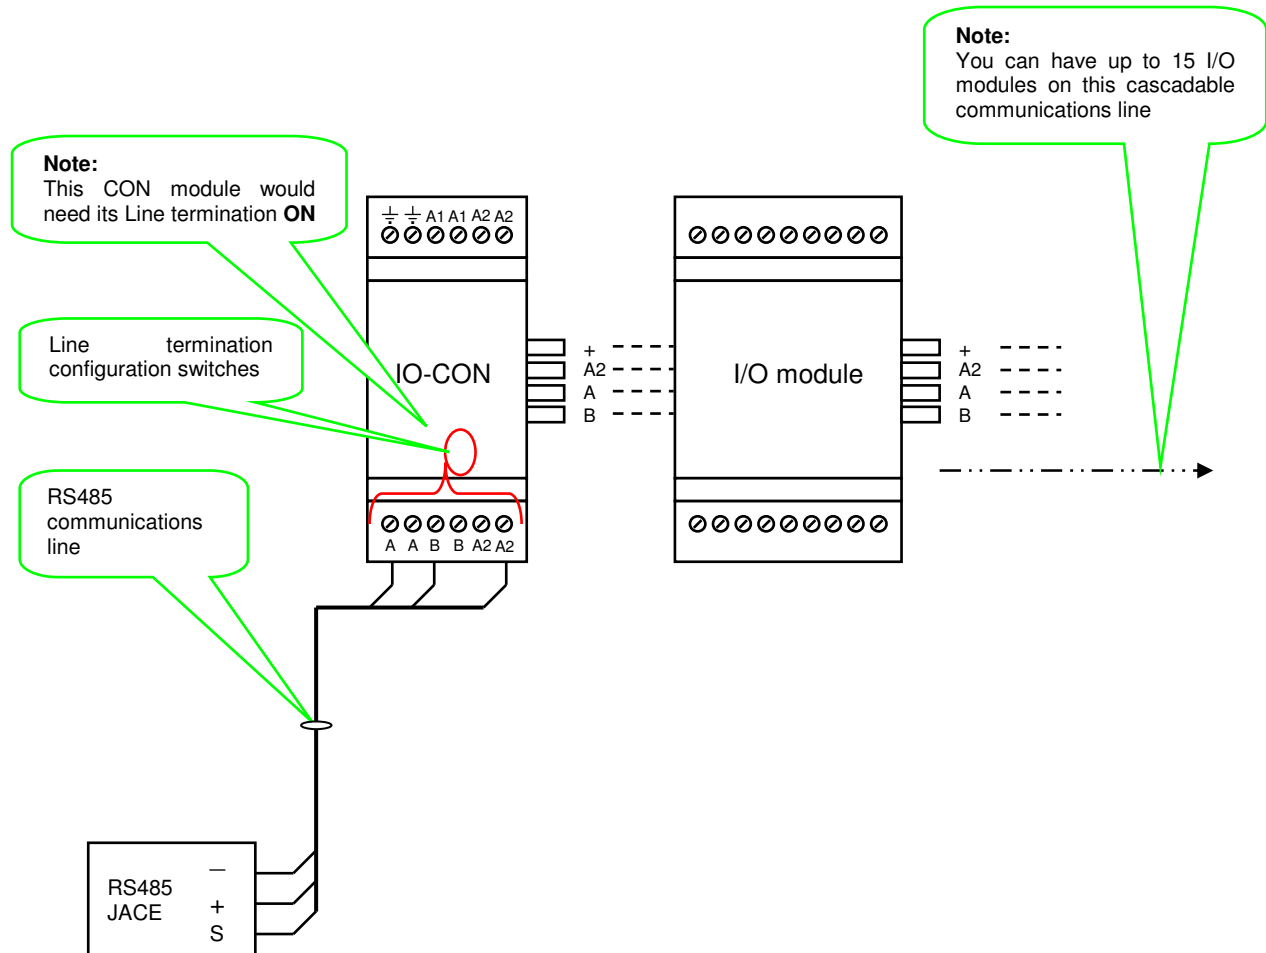 Note:
You can have up to 15 I/O
modules on this cascadable
communications line
Note:
This CON module would
need its Line termination ON
A1 A1 A2 A2
Line termination
configuration switches
IO-CON
+
A2
A
B
I/O module
+
A2
A
B
RS485
communications
line
A A B B A2 A2
RS485
JACE
—
+
S